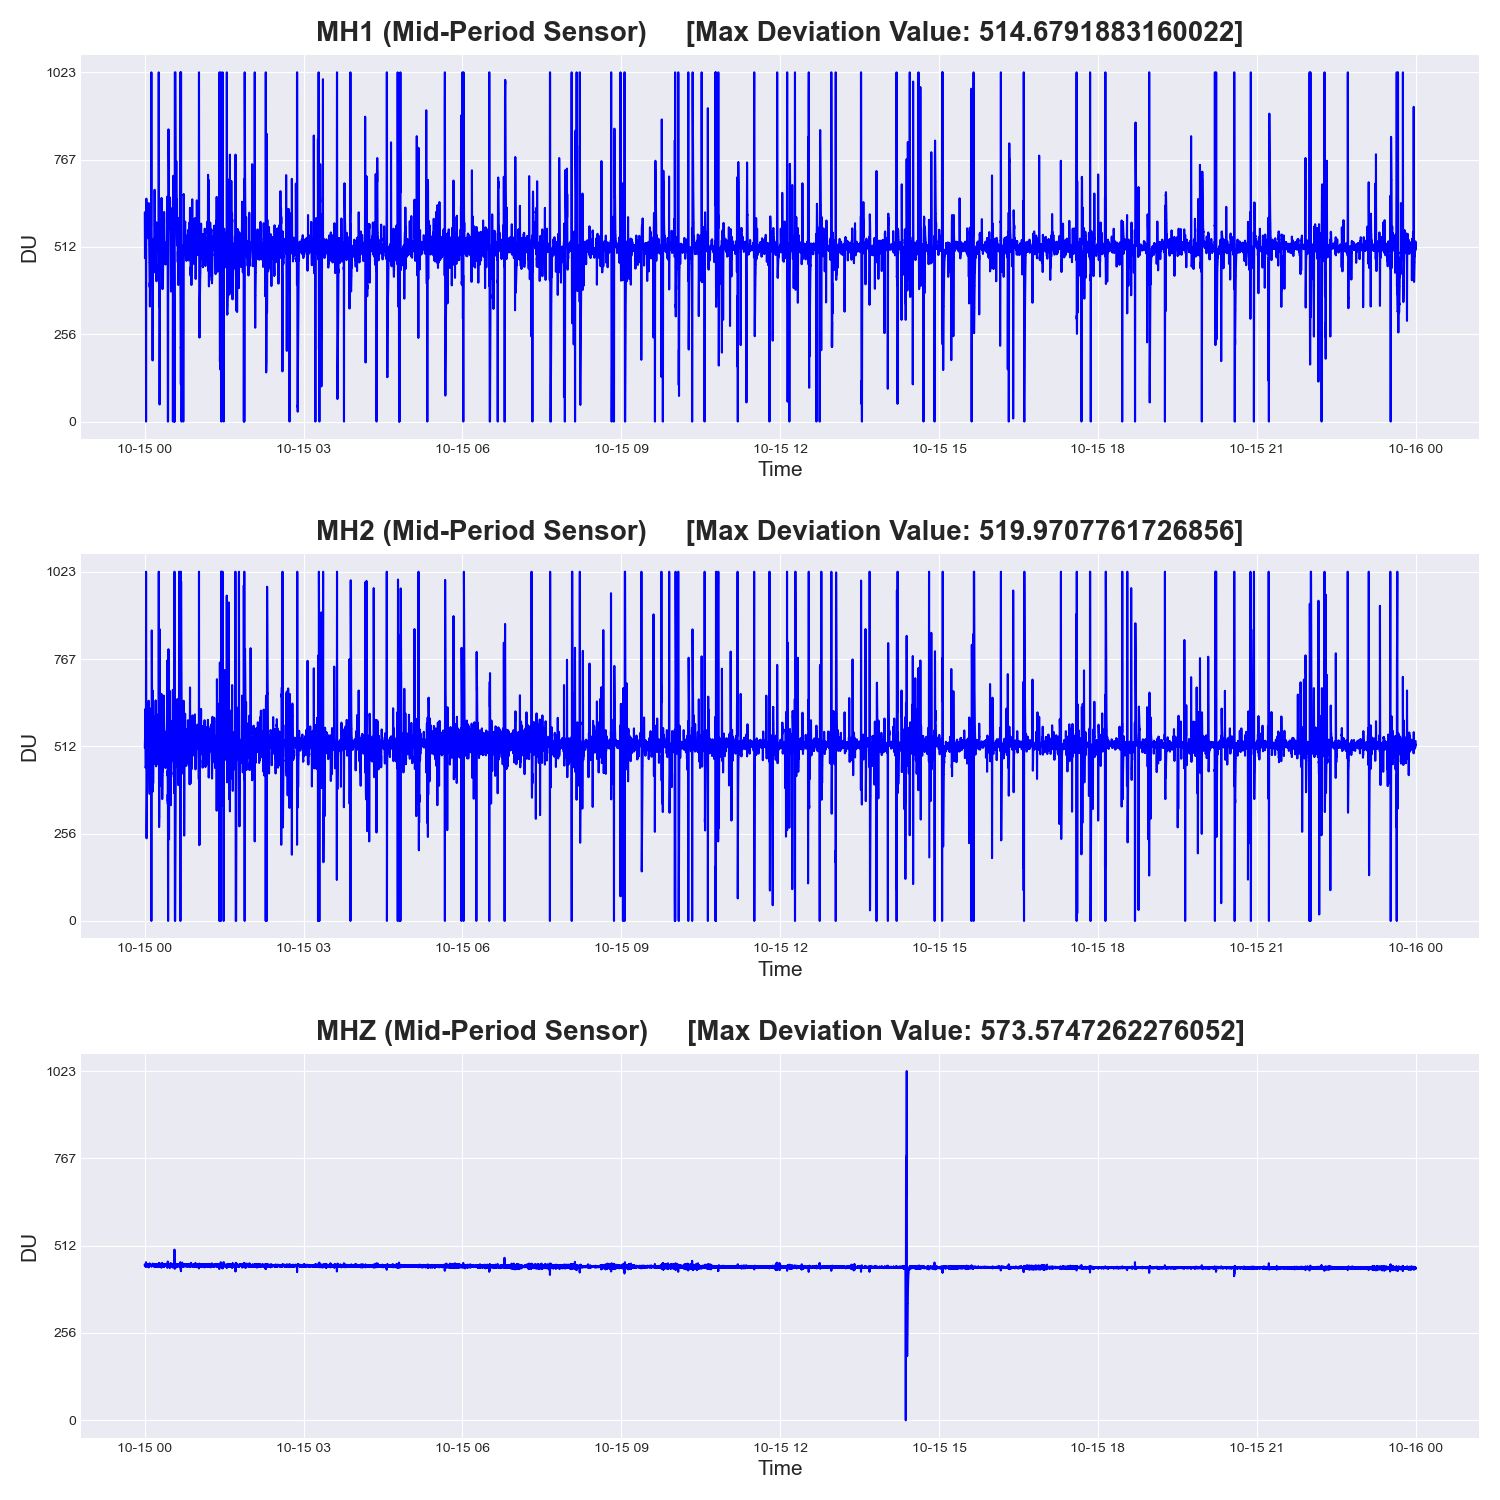 MH1 (Mid-Period Sensor) [Max Deviation Value: 514.6791883160022]
1023
767
512
256
0
DU
10-15 00 10-15 03 10-15 06 10-15 09 10-15 12 10-15 15 10-15 18 10-15 21 10-16 00
Time
MH2 (Mid-Period Sensor) [Max Deviation Value: 519.9707761726856]
1023
767
512
256
0
DU
10-15 00 10-15 03 10-15 06 10-15 09 10-15 12 10-15 15 10-15 18 10-15 21 10-16 00
Time
MHZ (Mid-Period Sensor) [Max Deviation Value: 573.5747262276052]
1023
767
512
256
0
DU
10-15 00 10-15 03 10-15 06 10-15 09 10-15 12 10-15 15 10-15 18 10-15 21 10-16 00
Time